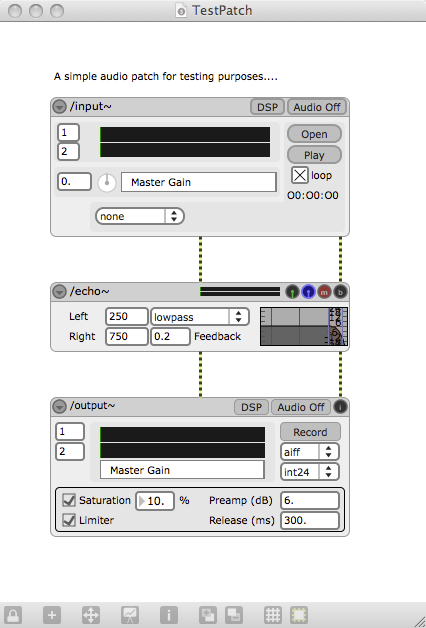 TestPatch
A simple audio patch for testing purposes....
/input~ DSP Audio Off
1 Open
2 Play
0. Master Gain loop
00:00:00
none
/echo~ m b
Left 250 lowpass
Right 750 0.2 Feedback
/output~ DSP Audio Off i
1 Record
2 aiff
Master Gain int24
Saturation 10. % Preamp (dB) 6.
Limiter Release (ms) 300.